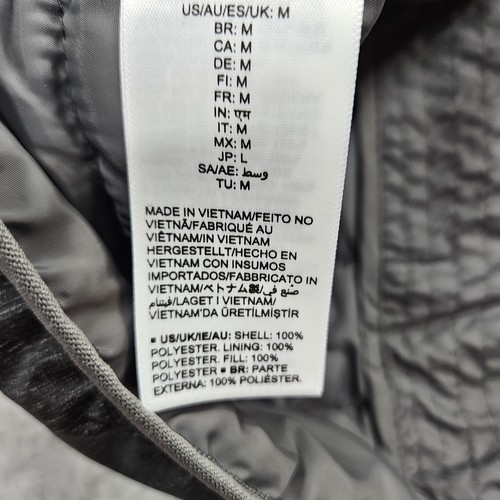 US/AU/ES/UK: M
BR: M
CA: M
DE: M
FI: M
FR: M
IN: एम
IT: M
MX: M
JP: L
SA/AE: وسط
TU: M
MADE IN VIETNAM/FEITO NO
VIETNÃ/FABRIQUÉ AU
VIÊTNAM/IN VIETNAM
HERGESTELLT/HECHO EN
VIETNAM CON INSUMOS
IMPORTADOS/FABBRICATO IN
VIETNAM/ベトナム製/صنع في
فيتنام/LAGET I VIETNAM/
VIETNAM'DA ÜRETİLMİŞTİR
■ US/UK/IE/AU: SHELL: 100%
POLYESTER. LINING: 100%
POLYESTER. FILL: 100%
POLYESTER ■ BR: PARTE
EXTERNA: 100% POLIÉSTER.